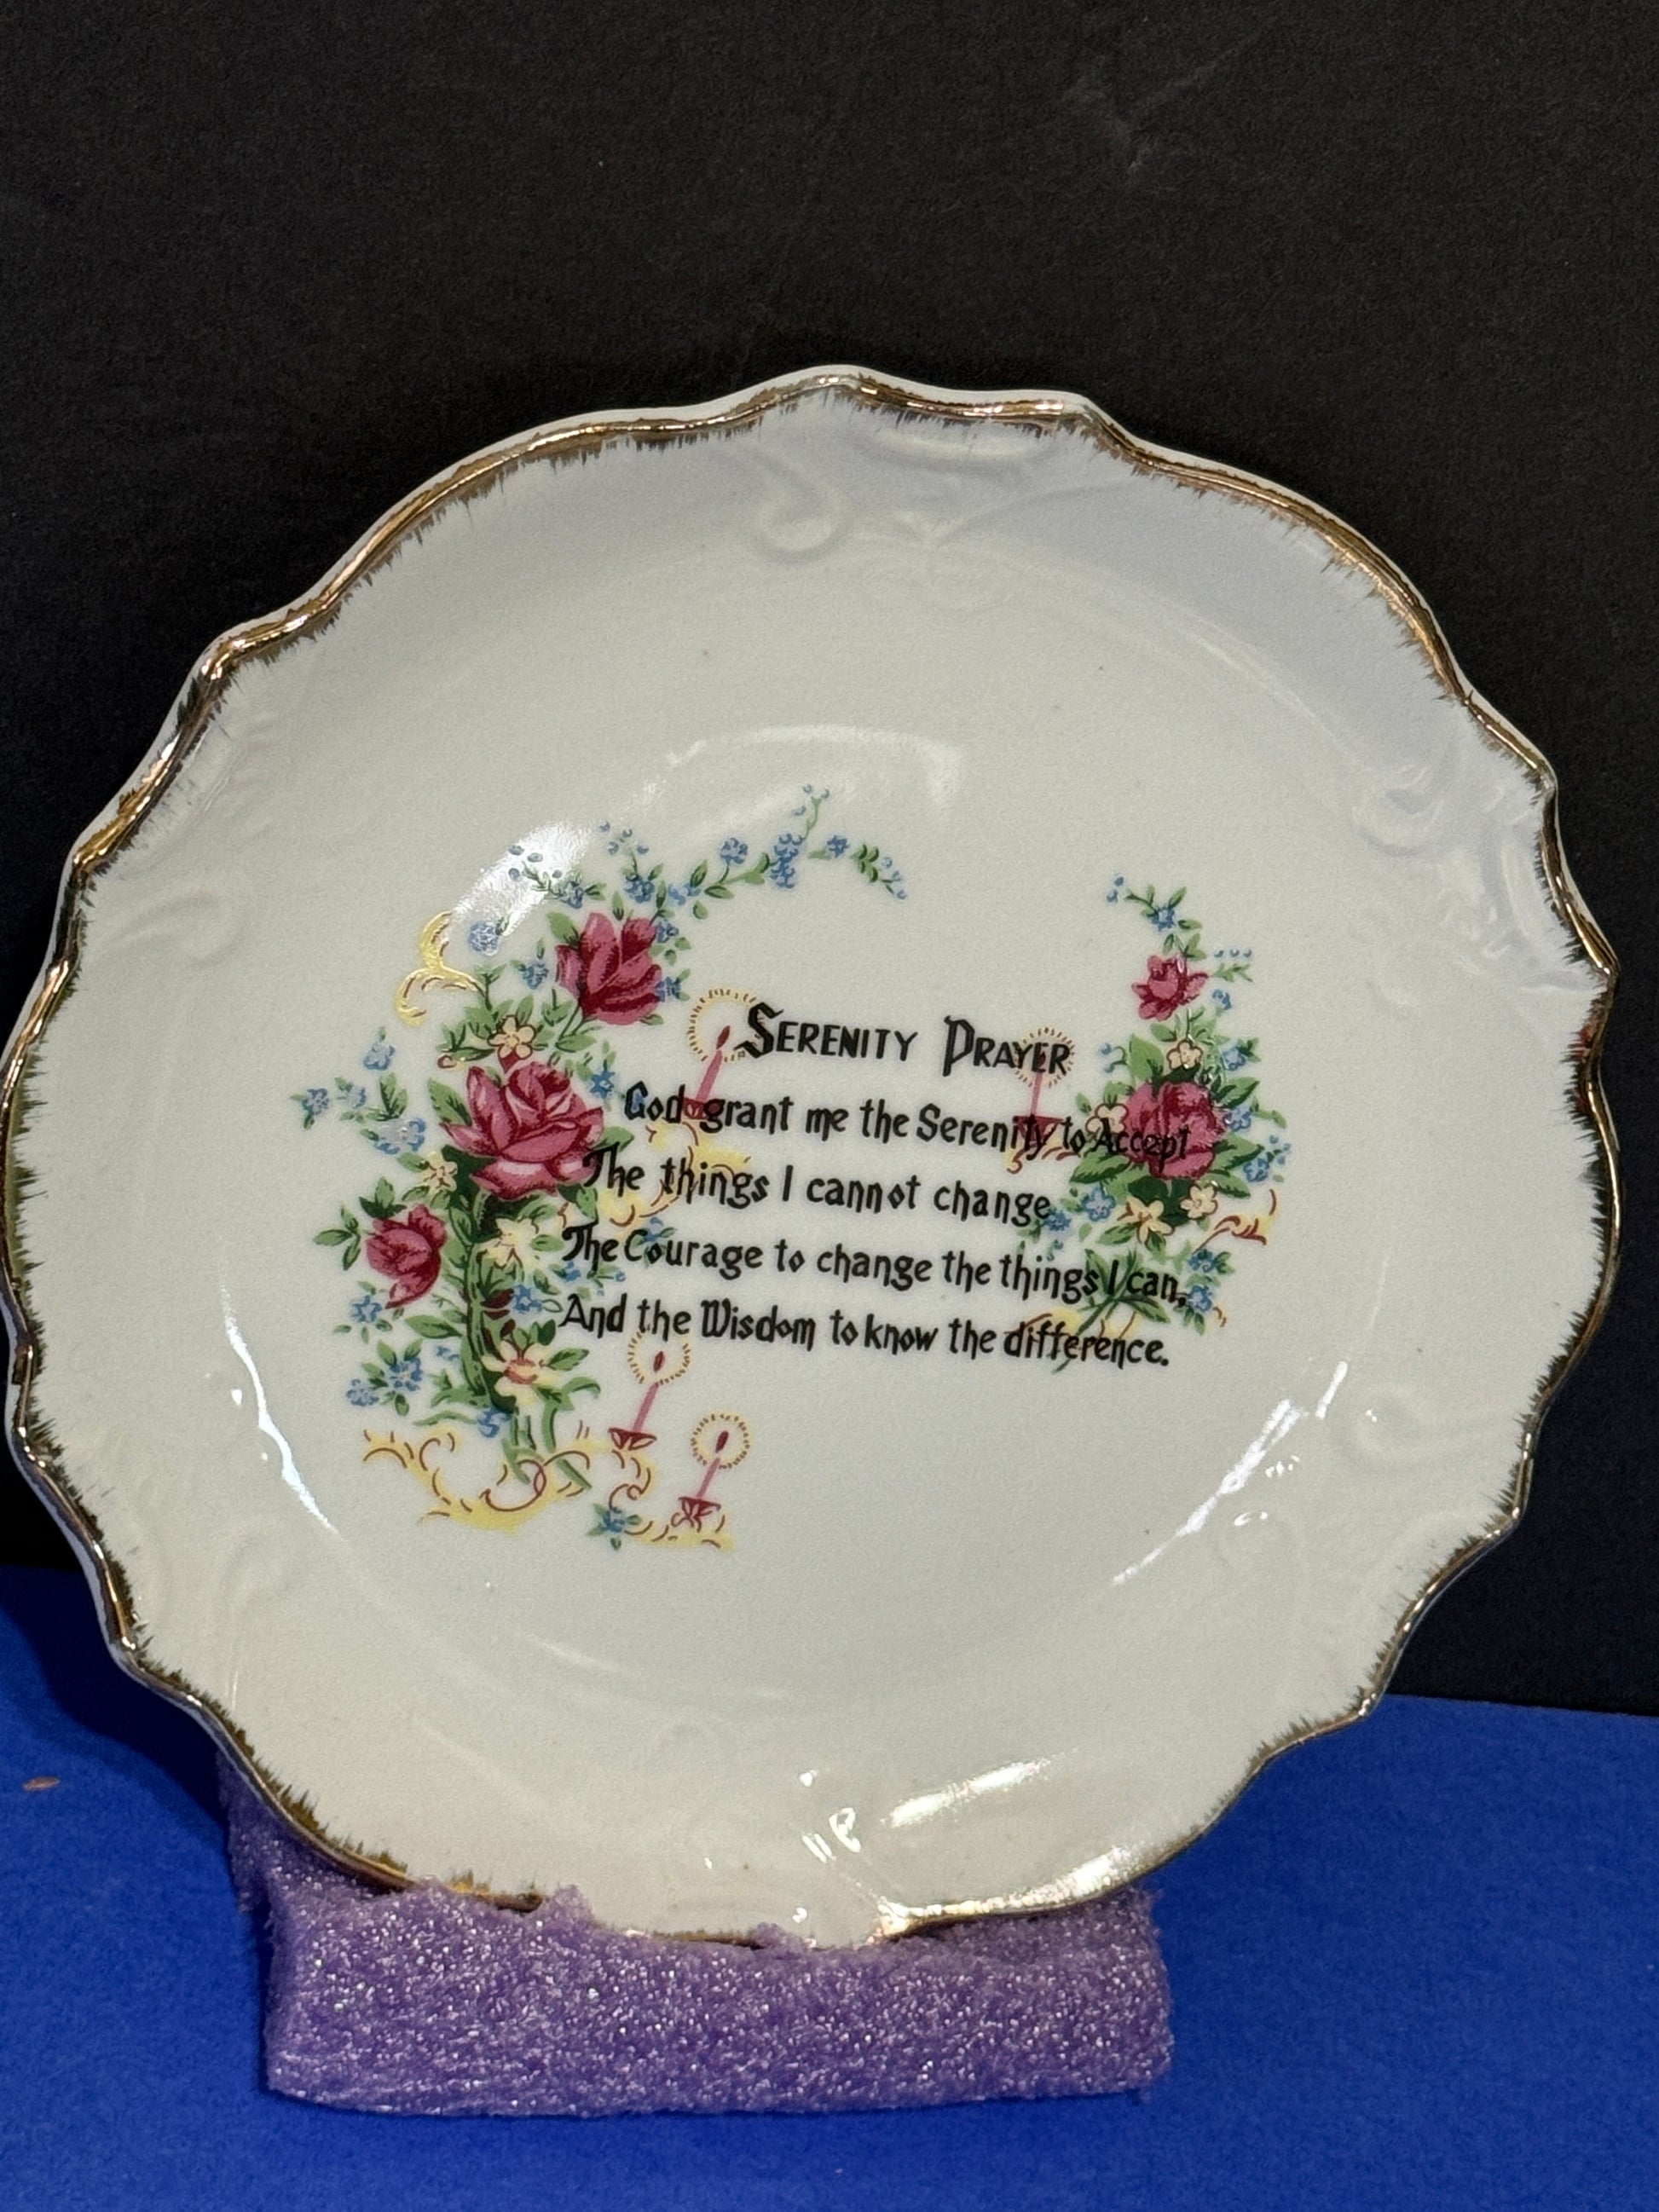 SERENITY PRAYER
God grant me the Serenity to Accept
The things I cannot change
The Courage to change the things I can,
And the Wisdom to know the difference.